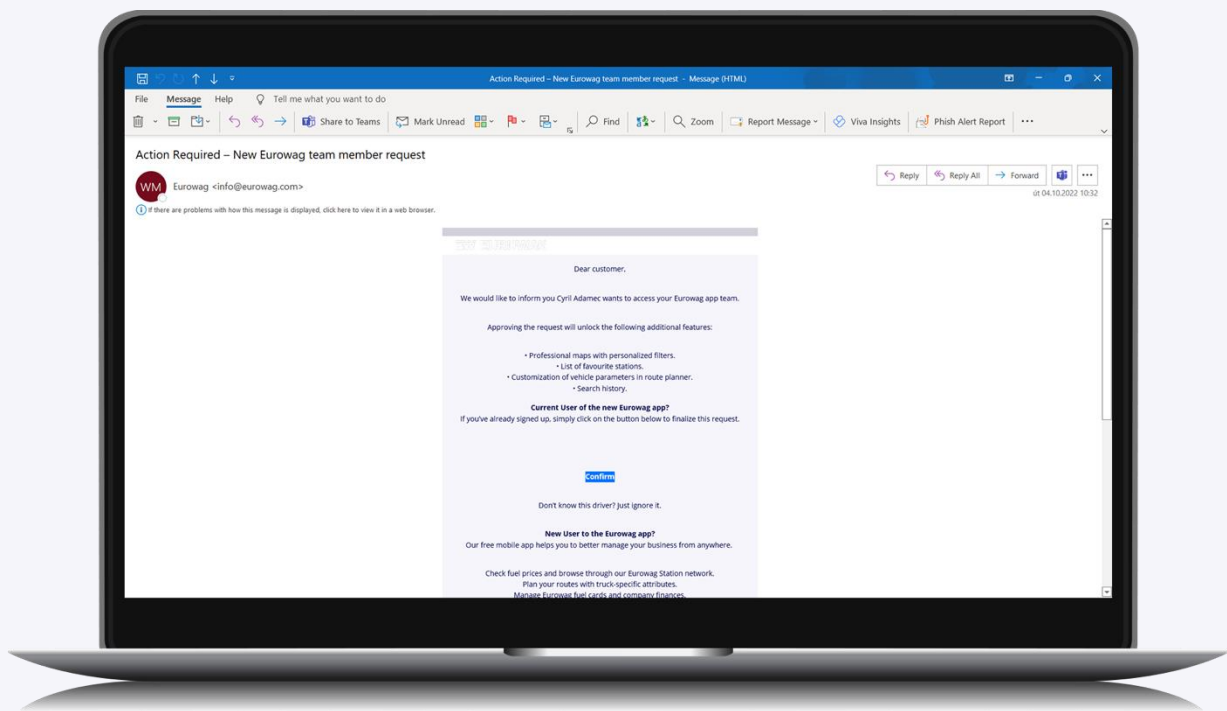 Action Required – New Eurowag team member request - Message (HTML)
File Message Help Tell me what you want to do
Share to Teams Mark Unread Find Zoom Report Message Viva Insights Phish Alert Report
Action Required – New Eurowag team member request
WM
Eurowag <info@eurowag.com>
Reply Reply All Forward
út 04.10.2022 10:32
If there are problems with how this message is displayed, click here to view it in a web browser.
Dear customer,
We would like to inform you Cyril Adamec wants to access your Eurowag app team.
Approving the request will unlock the following additional features:
• Professional maps with personalized filters.
• List of favourite stations.
• Customization of vehicle parameters in route planner.
• Search history.
Current User of the new Eurowag app?
If you've already signed up, simply click on the button below to finalize this request.
Confirm
Don't know this driver? Just ignore it.
New User to the Eurowag app?
Our free mobile app helps you to better manage your business from anywhere.
Check fuel prices and browse through our Eurowag Station network.
Plan your routes with truck-specific attributes.
Manage Eurowag fuel cards and company finances.